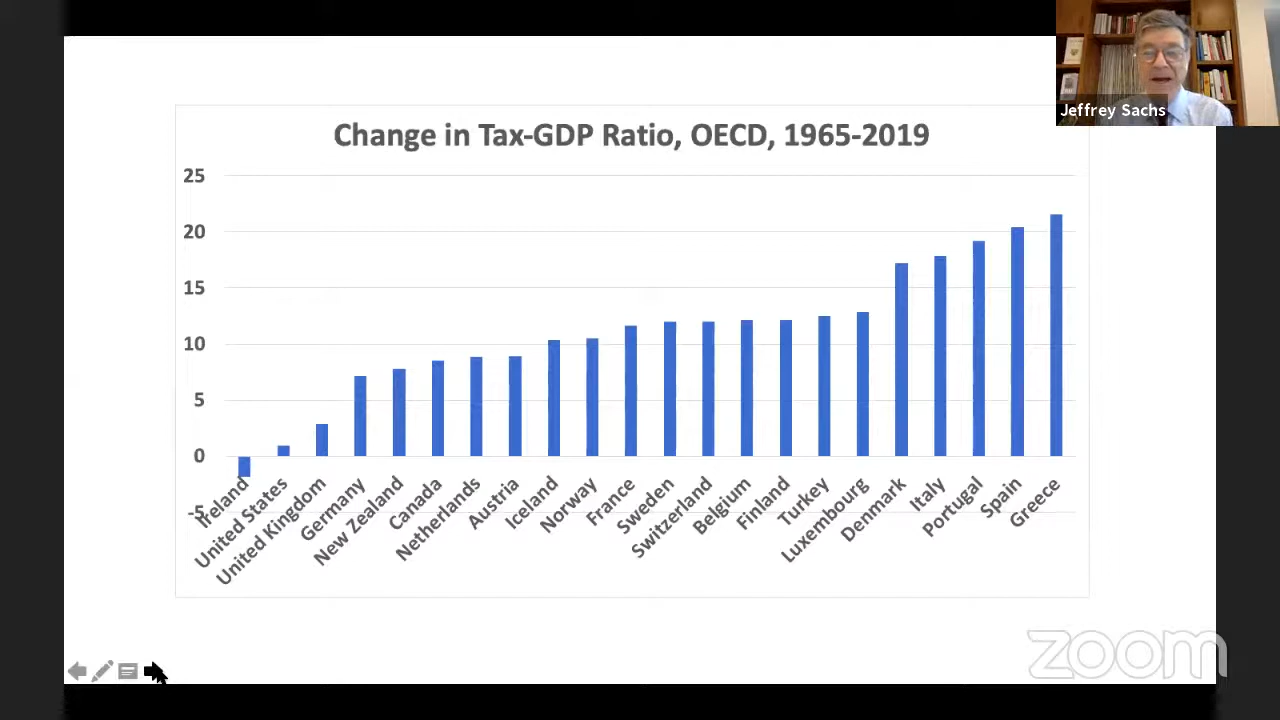 Jeffrey Sachs
Change in Tax-GDP Ratio, OECD, 1965-2019
25
20
15
10
5
0
-5
Ireland
United States
United Kingdom
Germany
New Zealand
Canada
Netherlands
Austria
Iceland
Norway
France
Sweden
Switzerland
Belgium
Finland
Turkey
Luxembourg
Denmark
Italy
Portugal
Spain
Greece
zoom